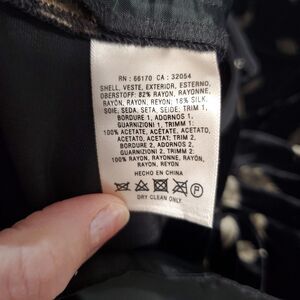 RN : 66170 CA : 32054
SHELL, VESTE, EXTERIOR, ESTERNO,
OBERSTOFF: 82% RAYON, RAYONNE,
RAYÓN, RAYON, REYON; 18% SILK,
SOIE, SEDA, SETA, SEIDE; TRIM 1,
BORDURE 1, ADORNOS 1,
GUARNIZIONI 1, TRIMM 1:
100% ACETATE, ACÉTATE, ACETATO,
ACETATO, ACETAT; TRIM 2,
BORDURE 2, ADORNOS 2,
GUARNIZIONI 2, TRIMM 2:
100% RAYON, RAYONNE, RAYÓN,
RAYON, REYON
HECHO EN CHINA
P
DRY CLEAN ONLY